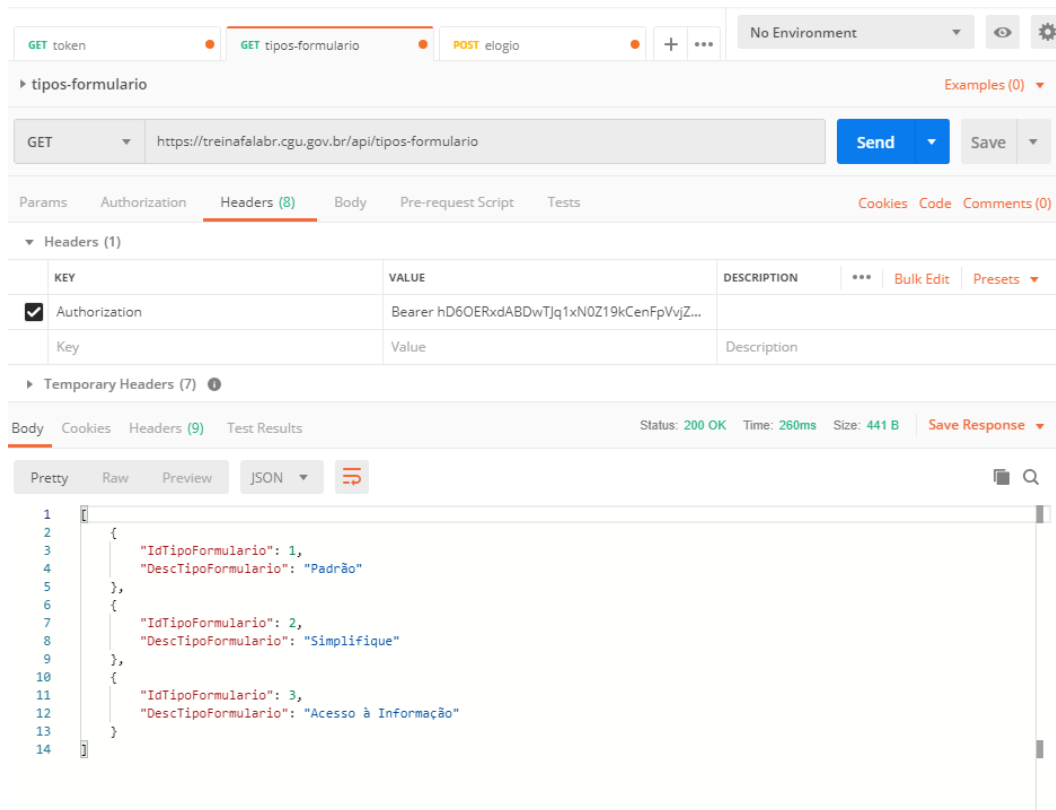 GET token GET tipos-formulario POST elogio + ••• No Environment
tipos-formulario Examples (0)
GET https://treinafalabr.cgu.gov.br/api/tipos-formulario Send Save
Params Authorization Headers (8) Body Pre-request Script Tests Cookies Code Comments (0)
Headers (1)
KEY VALUE DESCRIPTION ••• Bulk Edit Presets
Authorization Bearer hD6OERxdABDwTJq1xN0Z19kCenFpVvjZ...
Key Value Description
Temporary Headers (7)
Body Cookies Headers (9) Test Results Status: 200 OK Time: 260ms Size: 441 B Save Response
Pretty Raw Preview JSON
1 [
2 {
3 "IdTipoFormulario": 1,
4 "DescTipoFormulario": "Padrão"
5 },
6 {
7 "IdTipoFormulario": 2,
8 "DescTipoFormulario": "Simplifique"
9 },
10 {
11 "IdTipoFormulario": 3,
12 "DescTipoFormulario": "Acesso à Informação"
13 }
14 ]